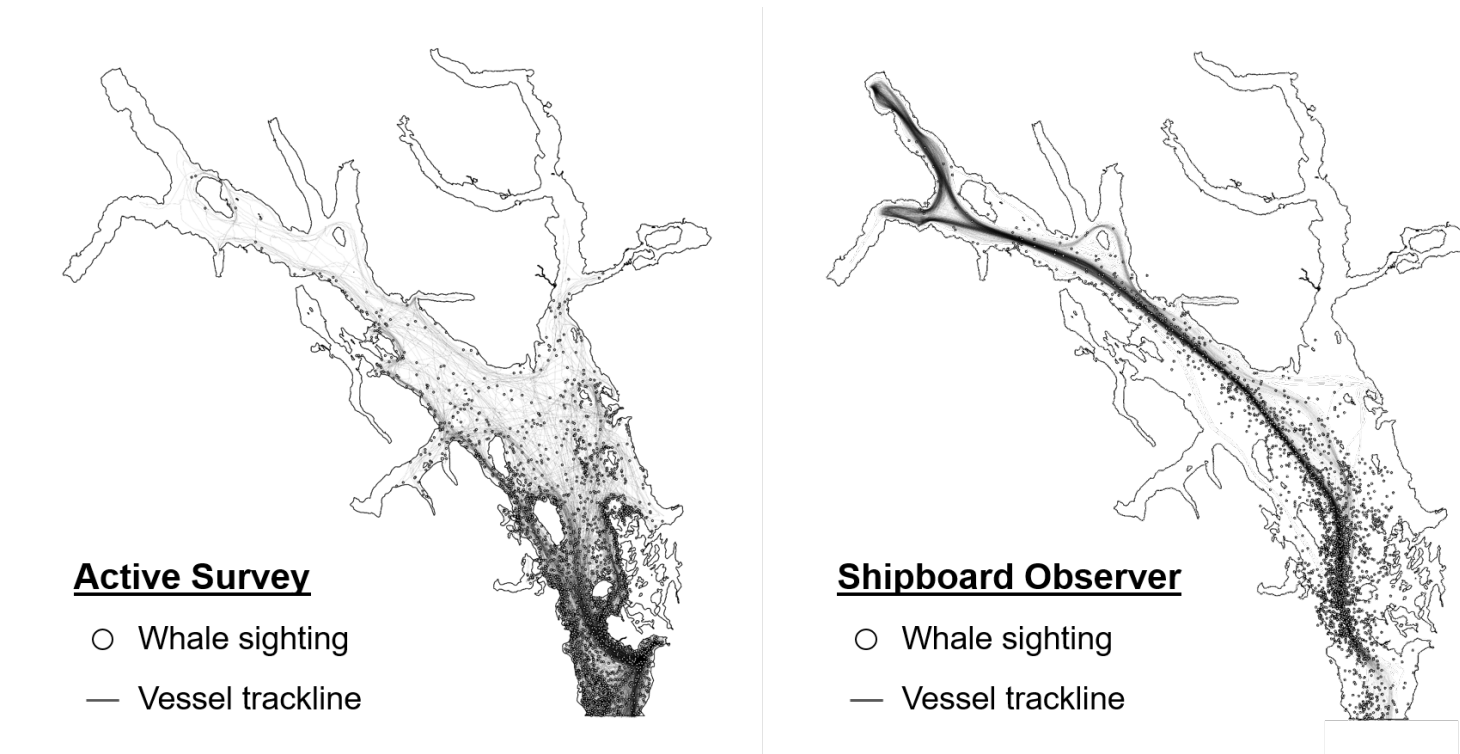 Active Survey
Whale sighting
Vessel trackline
Shipboard Observer
Whale sighting
Vessel trackline